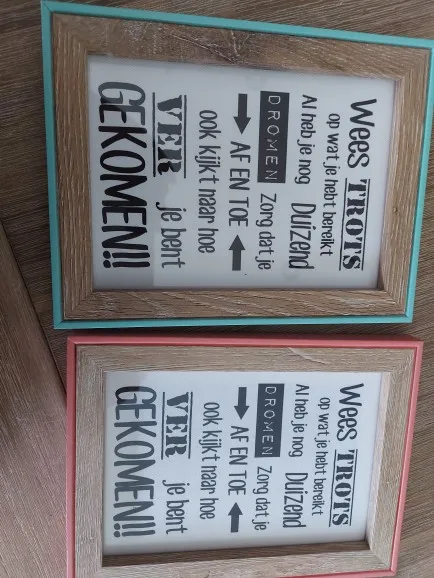 Wees TROTS
op wat je hebt bereikt
Al heb je nog Duizend
DROMEN Zorg dat je
AF EN TOE
ook kijkt naar hoe
VER je bent
GEKOMEN!!
Wees TROTS
op wat je hebt bereikt
Al heb je nog Duizend
DROMEN Zorg dat je
AF EN TOE
ook kijkt naar hoe
VER je bent
GEKOMEN!!